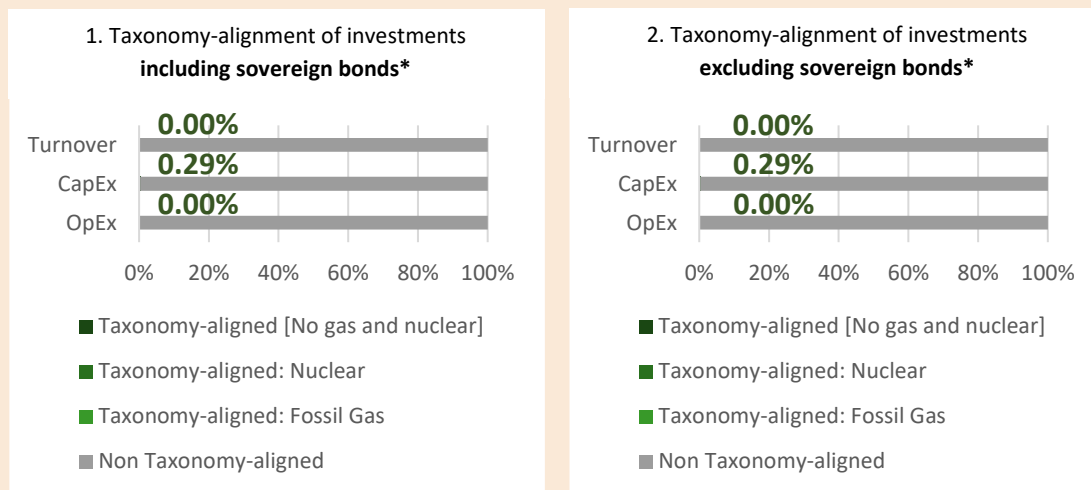 1. Taxonomy-alignment of investments
including sovereign bonds*
0.00%
Turnover
0.29%
CapEx
0.00%
OpEx
0% 20% 40% 60% 80% 100%
Taxonomy-aligned [No gas and nuclear]
Taxonomy-aligned: Nuclear
Taxonomy-aligned: Fossil Gas
Non Taxonomy-aligned
2. Taxonomy-alignment of investments
excluding sovereign bonds*
0.00%
Turnover
0.29%
CapEx
0.00%
OpEx
0% 20% 40% 60% 80% 100%
Taxonomy-aligned [No gas and nuclear]
Taxonomy-aligned: Nuclear
Taxonomy-aligned: Fossil Gas
Non Taxonomy-aligned